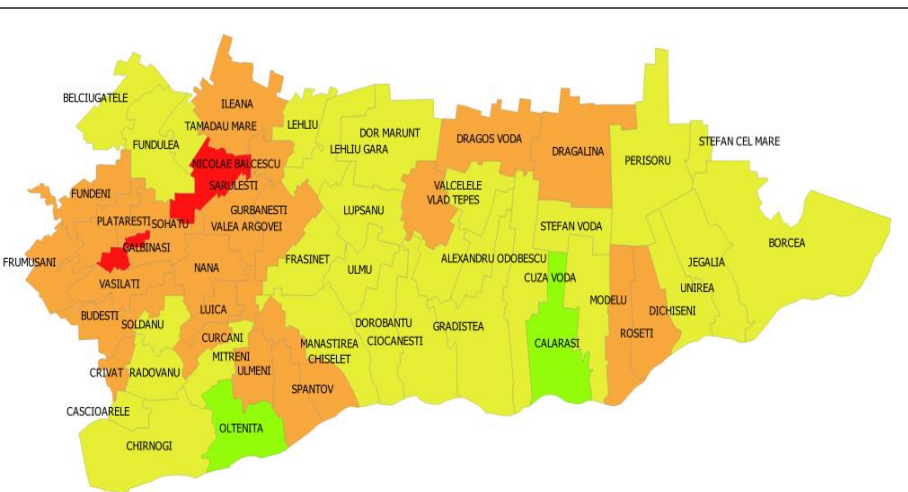 BELCIUGATELE
ILEANA
TAMADAU MARE
FUNDULEA
LEHLIU
DOR MARUNT
LEHLIU GARA
DRAGOS VODA
DRAGALINA
PERISORU
STEFAN CEL MARE
NICOLAE BALCESCU
SARULESTI
FUNDENI
GURBANESTI
VALEA ARGOVEI
PLATARESTI
SOHATU
LUPSANU
VALCELELE
VLAD TEPES
STEFAN VODA
BORCEA
FRUMUSANI
GALBINASI
NANA
FRASINET
ULMU
ALEXANDRU ODOBESCU
CUZA VODA
JEGALIA
VASILATI
UNIREA
MODELU
DICHISENI
BUDESTI
SOLDANU
LUICA
DOROBANTU
CIOCANESTI
GRADISTEA
ROSETI
CURCANI
MITRENI
MANASTIREA
CHISELET
CALARASI
CRIVAT
RADOVANU
ULMENI
SPANTOV
CASCIOARELE
OLTENITA
CHIRNOGI